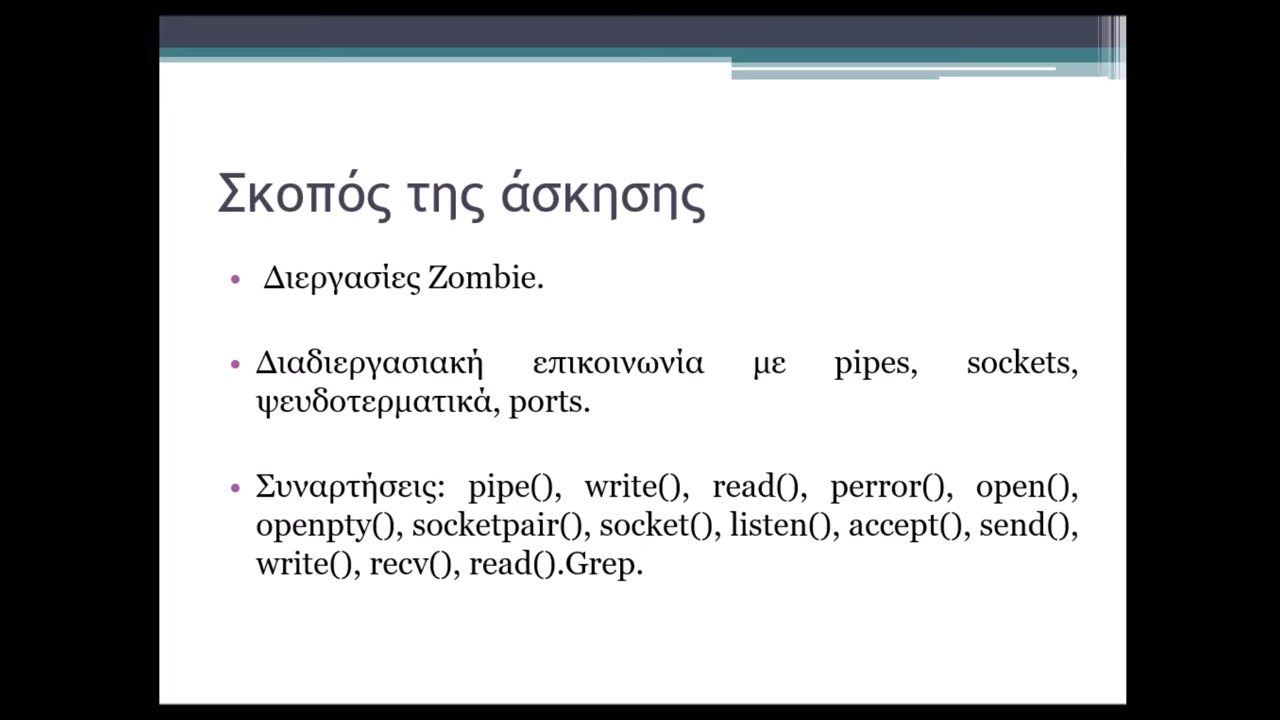 Σκοπός της άσκησης
• Διεργασίες Zombie.
• Διαδιεργασιακή επικοινωνία με pipes, sockets,
ψευδοτερματικά, ports.
• Συναρτήσεις: pipe(), write(), read(), perror(), open(),
openpty(), socketpair(), socket(), listen(), accept(), send(),
write(), recv(), read().Grep.